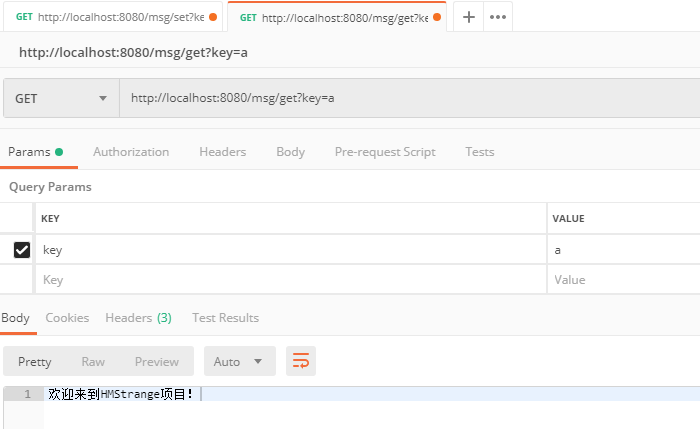 GET http://localhost:8080/msg/set?ke GET http://localhost:8080/msg/get?ke + •••
http://localhost:8080/msg/get?key=a
GET http://localhost:8080/msg/get?key=a
Params Authorization Headers Body Pre-request Script Tests
Query Params
KEY VALUE
key a
Key Value
Body Cookies Headers (3) Test Results
Pretty Raw Preview Auto
1 欢迎来到HMStrange项目!